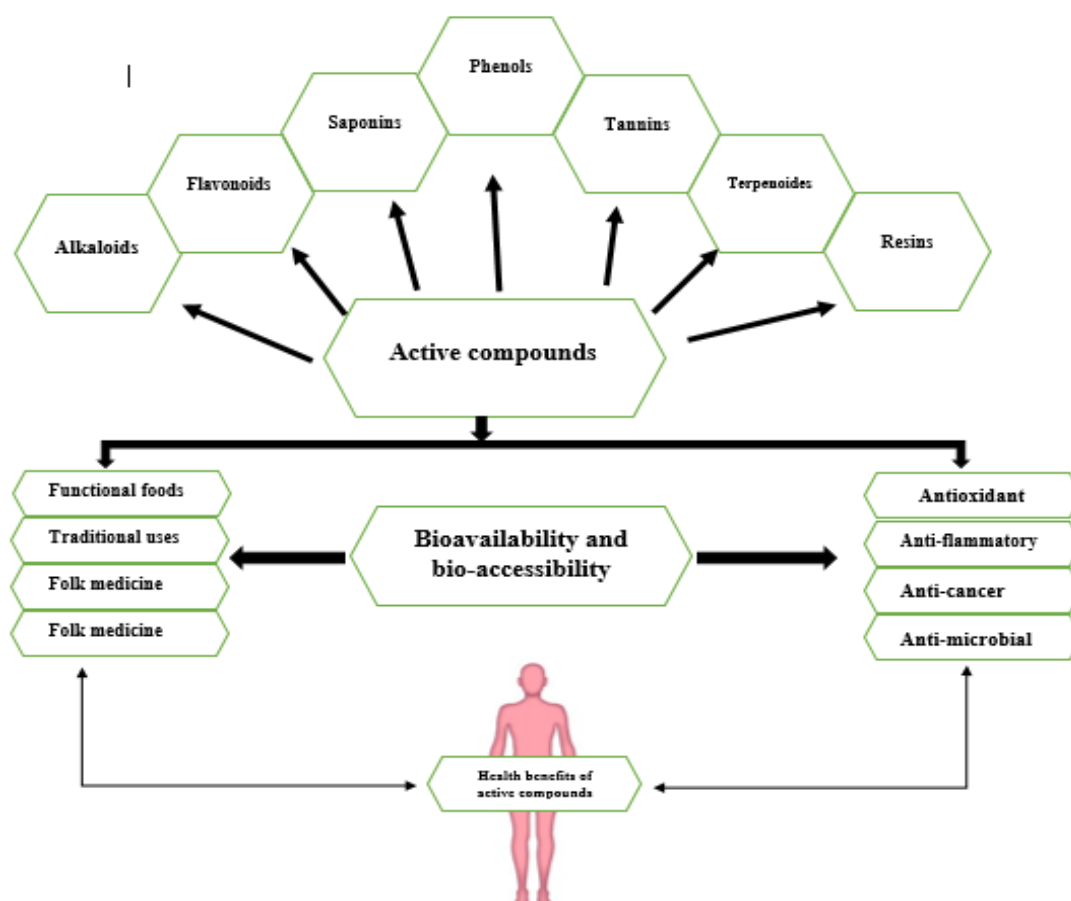 Phenols
Saponins
Tannins
Flavonoids
Terpenoides
Alkaloids
Resins
Active compounds
Functional foods
Traditional uses
Folk medicine
Folk medicine
Bioavailability and
bio-accessibility
Antioxidant
Anti-flammatory
Anti-cancer
Anti-microbial
Health benefits of
active compounds